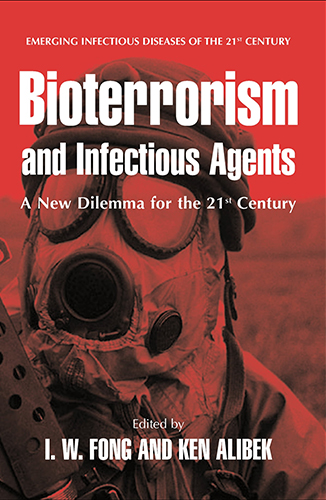 EMERGING INFECTIOUS DISEASES OF THE 21st CENTURY
Bioterrorism
and Infectious Agents
A New Dilemma for the 21st Century
Edited by
I. W. FONG AND KEN ALIBEK